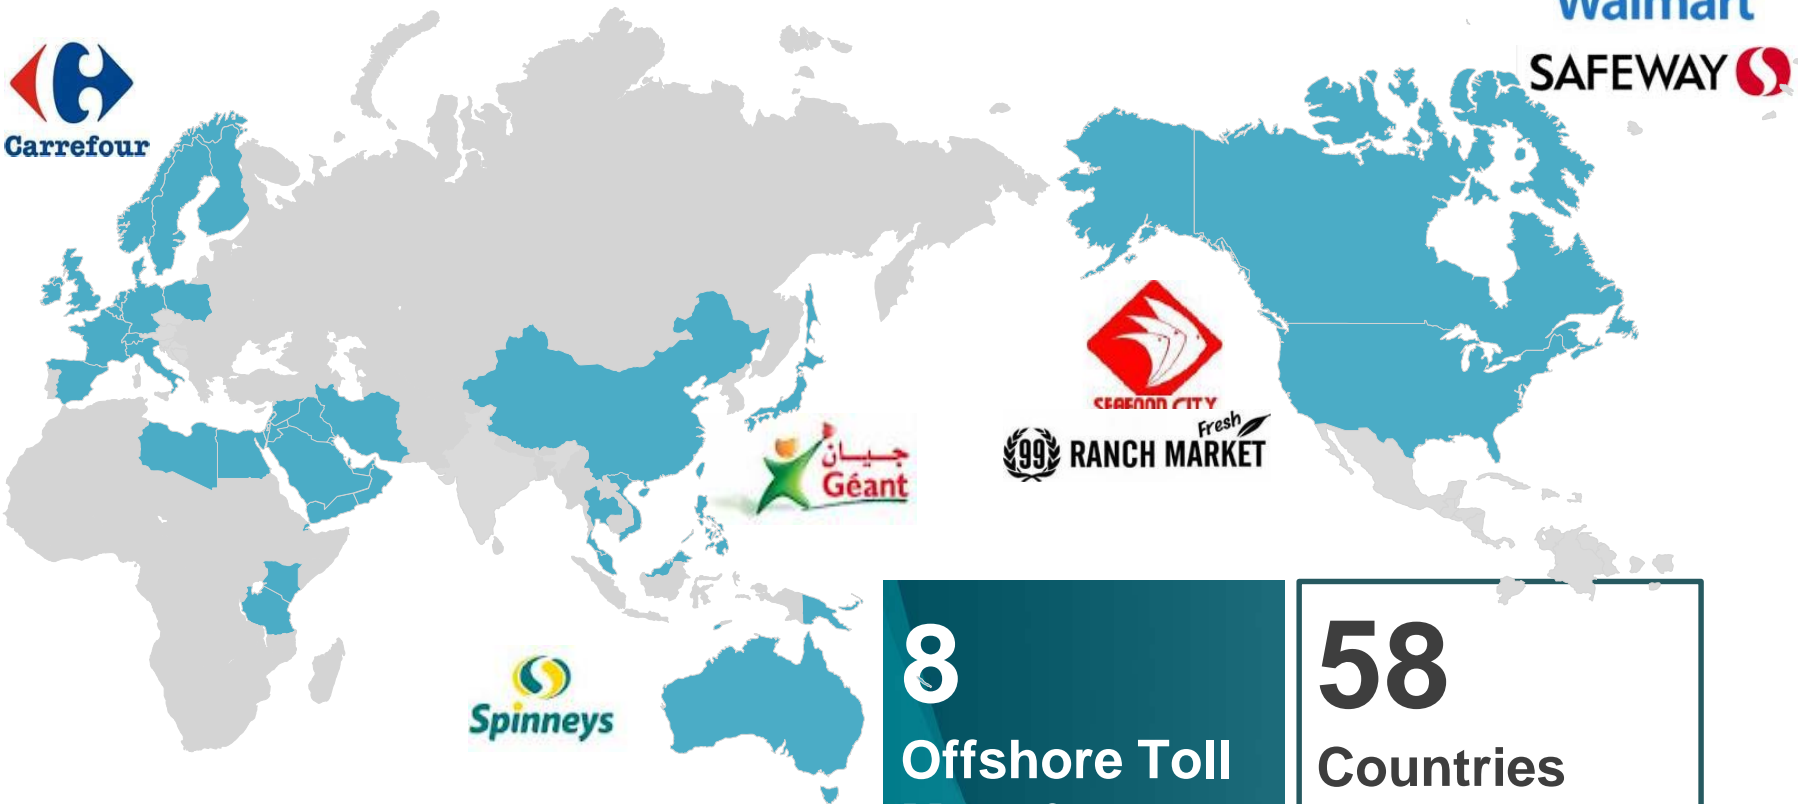 Walmart
SAFEWAY
Carrefour
SEAFOOD CITY
99 RANCH MARKET
Fresh
جيان
Géant
Spinneys
8
Offshore Toll
58
Countries